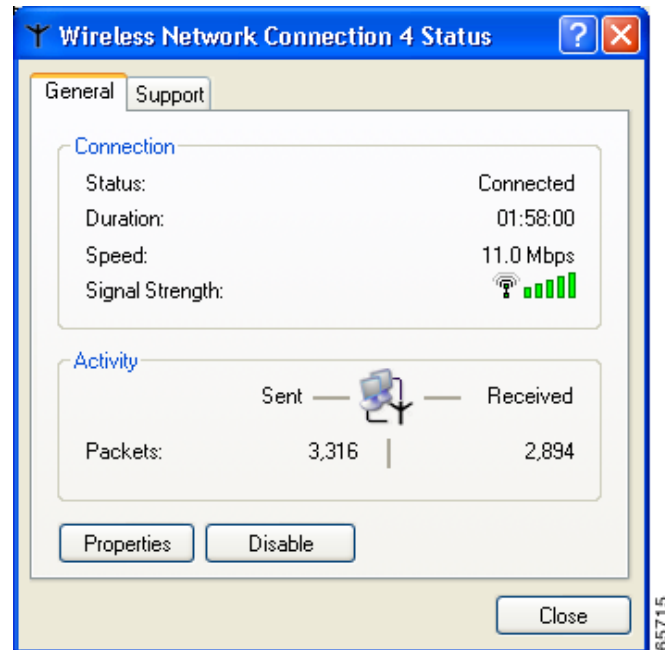 Wireless Network Connection 4 Status
General Support
Connection
Status: Connected
Duration: 01:58:00
Speed: 11.0 Mbps
Signal Strength:
Activity
Sent Received
Packets: 3,316 2,894
Properties Disable
Close
65715